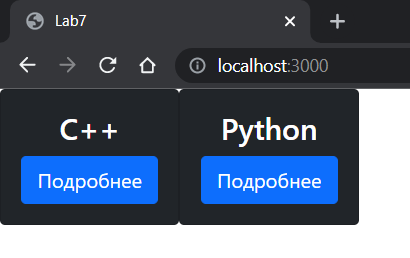 Lab7
localhost:3000
C++ Python
Подробнее Подробнее